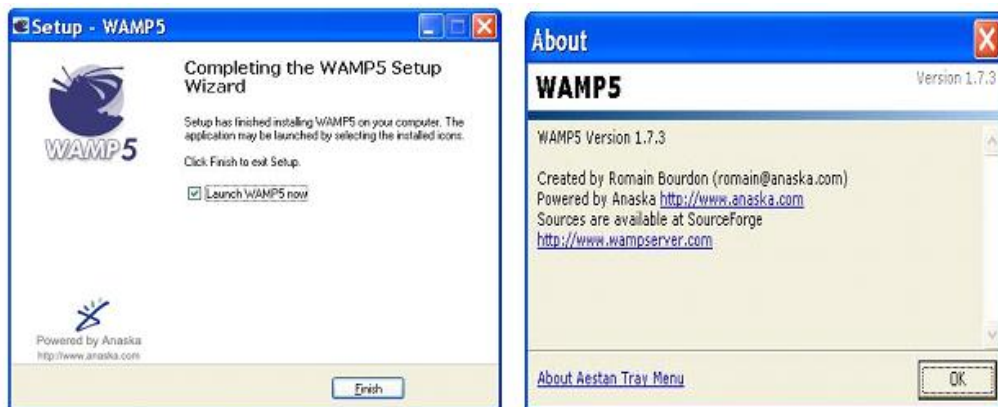 Setup - WAMP5
Completing the WAMP5 Setup
Wizard
Setup has finished installing WAMP5 on your computer. The
application may be launched by selecting the installed icons.
Click Finish to exit Setup.
Launch WAMP5 now
WAMP5
Powered by Anaska
http://www.anaska.com
Finish
About
WAMP5
Version 1.7.3
WAMP5 Version 1.7.3
Created by Romain Bourdon (romain@anaska.com)
Powered by Anaska http://www.anaska.com
Sources are available at SourceForge
http://www.wampserver.com
About Aestan Tray Menu
OK